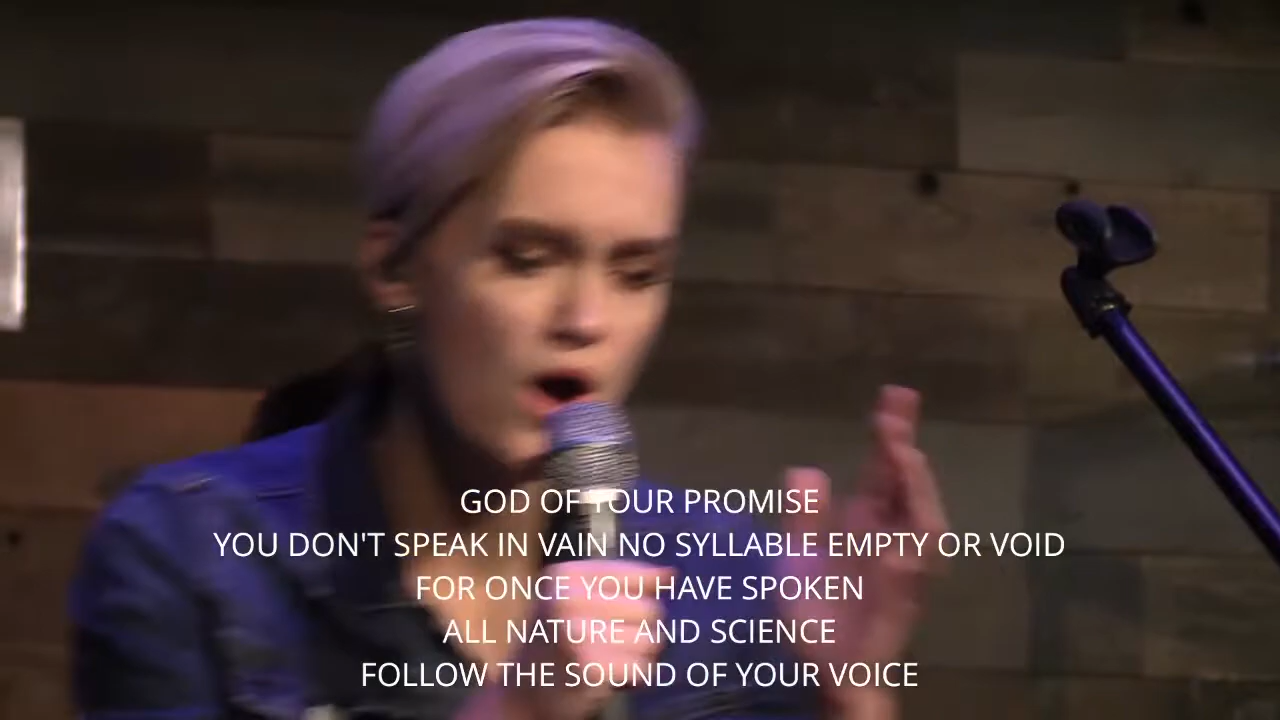 GOD OF YOUR PROMISE
YOU DON'T SPEAK IN VAIN NO SYLLABLE EMPTY OR VOID
FOR ONCE YOU HAVE SPOKEN
ALL NATURE AND SCIENCE
FOLLOW THE SOUND OF YOUR VOICE